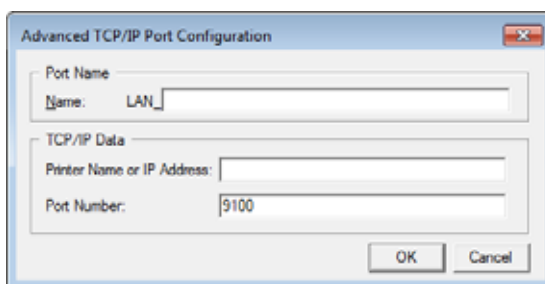 Advanced TCP/IP Port Configuration
Port Name
Name: LAN_
TCP/IP Data
Printer Name or IP Address:
Port Number: 9100
OK Cancel